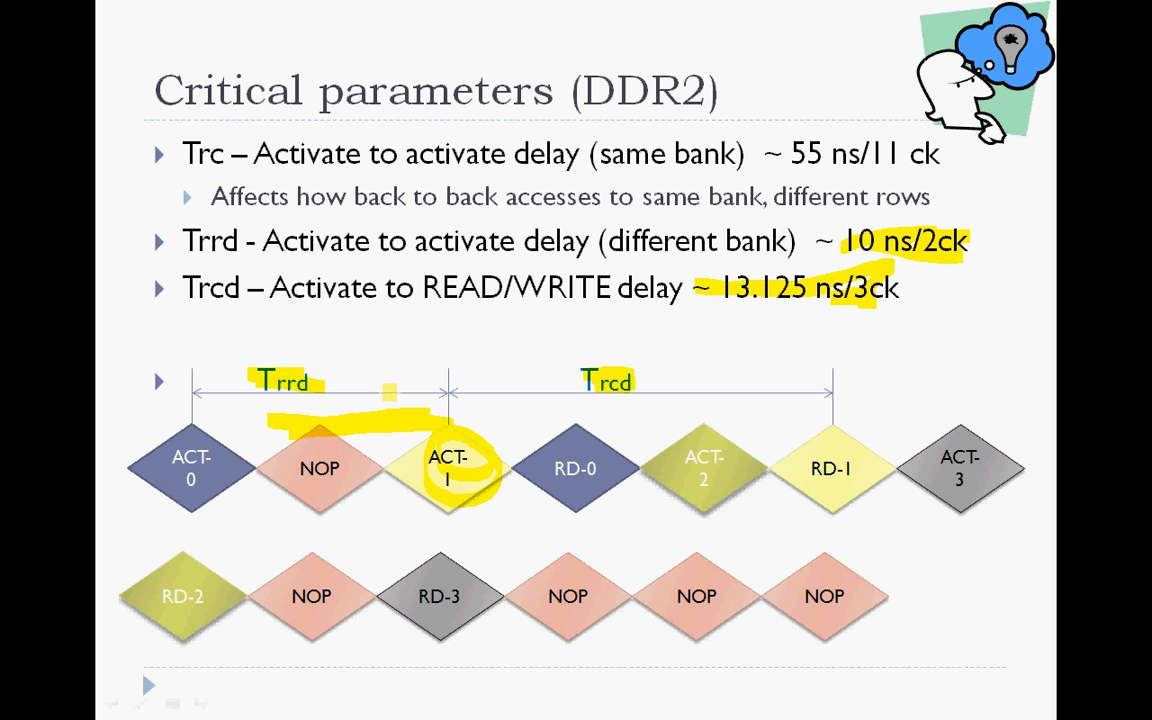 Critical parameters (DDR2)
Trc – Activate to activate delay (same bank) ~ 55 ns/11 ck
Affects how back to back accesses to same bank, different rows
Trrd - Activate to activate delay (different bank) ~ 10 ns/2ck
Trcd – Activate to READ/WRITE delay ~ 13.125 ns/3ck
Trrd Trcd
ACT-0 NOP ACT-1 RD-0 ACT-2 RD-1 ACT-3
RD-2 NOP RD-3 NOP NOP NOP